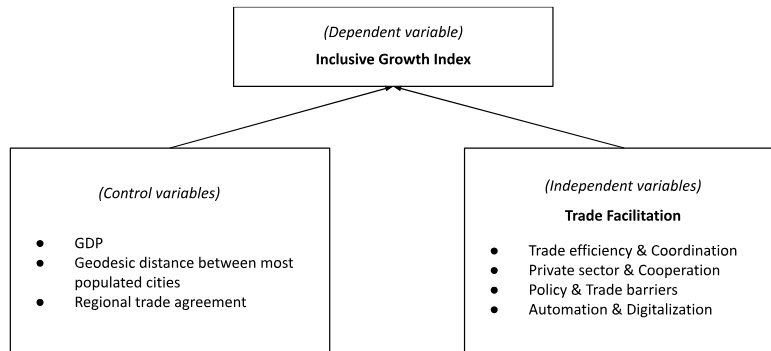 (Dependent variable)
Inclusive Growth Index
(Control variables)
● GDP
● Geodesic distance between most
populated cities
● Regional trade agreement
(Independent variables)
Trade Facilitation
● Trade efficiency & Coordination
● Private sector & Cooperation
● Policy & Trade barriers
● Automation & Digitalization